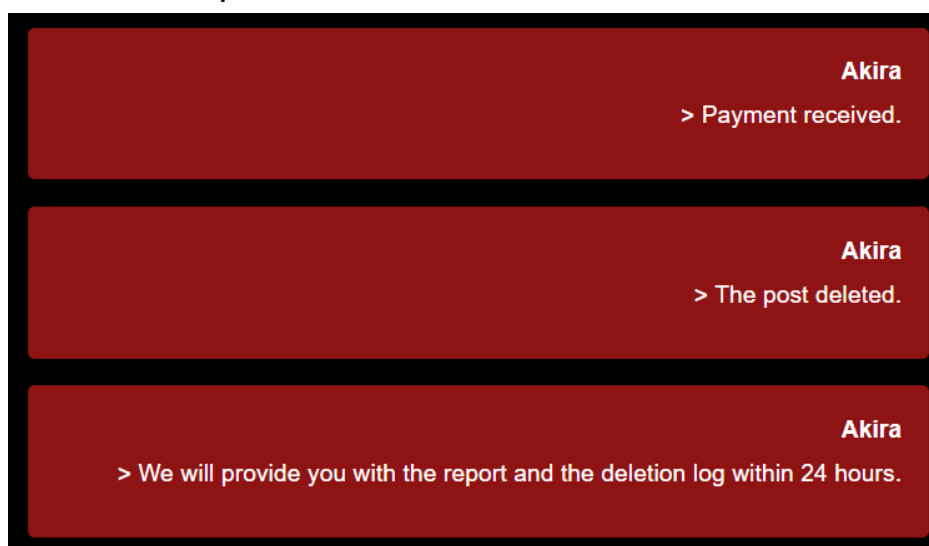 Akira
> Payment received.
Akira
> The post deleted.
Akira
> We will provide you with the report and the deletion log within 24 hours.